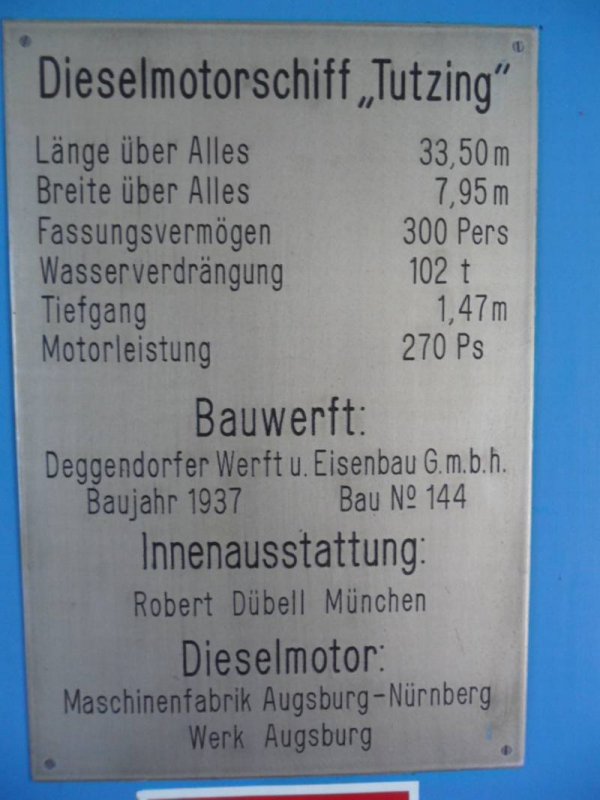 Dieselmotorschiff „Tutzing“
Länge über Alles 33,50 m
Breite über Alles 7,95 m
Fassungsvermögen 300 Pers
Wasserverdrängung 102 t
Tiefgang 1,47 m
Motorleistung 270 Ps
Bauwerft:
Deggendorfer Werft u. Eisenbau G.m.b.h.
Baujahr 1937 Bau № 144
Innenausstattung:
Robert Dübell München
Dieselmotor:
Maschinenfabrik Augsburg-Nürnberg
Werk Augsburg